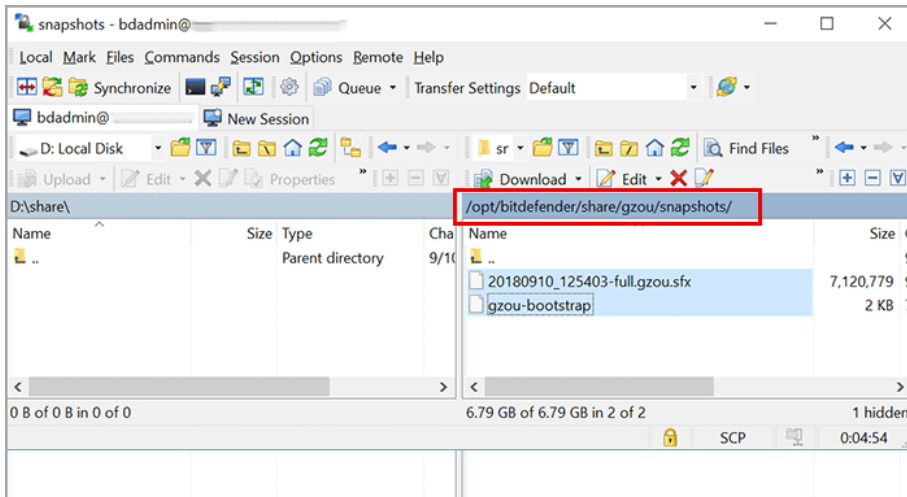 snapshots - bdadmin@
Local Mark Files Commands Session Options Remote Help
Synchronize Queue Transfer Settings Default
bdadmin@ New Session
D: Local Disk sr Find Files
Upload Edit Properties » Download Edit »
D:\share\ /opt/bitdefender/share/gzou/snapshots/
Name Size Type Cha Name Size
.. Parent directory 9/10 ..
20180910_125403-full.gzou.sfx 7,120,779
gzou-bootstrap 2 KB
0 B of 0 B in 0 of 0 6.79 GB of 6.79 GB in 2 of 2 1 hidden
SCP 0:04:54